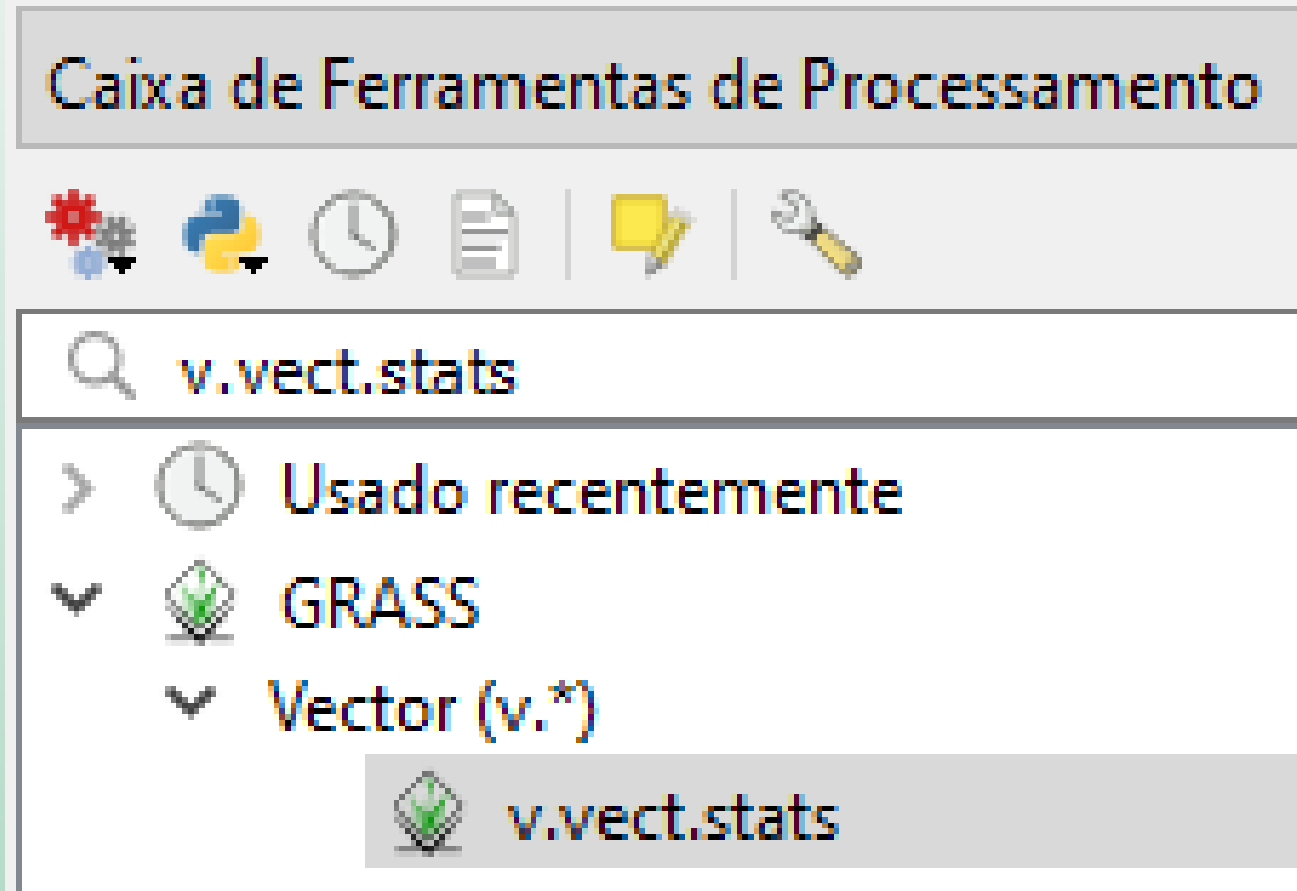 Caixa de Ferramentas de Processamento
v.vect.stats
Usado recentemente
GRASS
Vector (v.*)
v.vect.stats